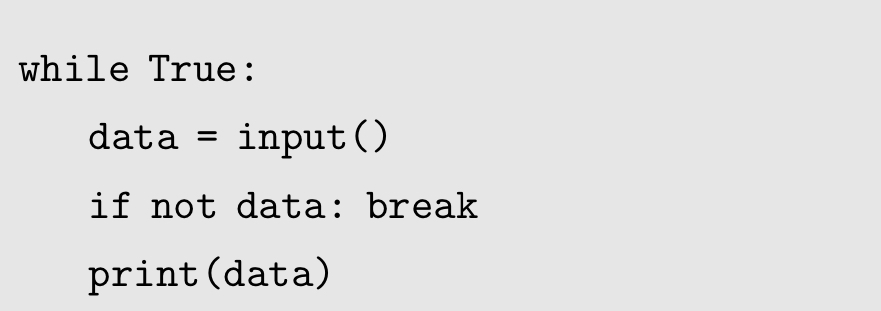 while True:
    data = input()
    if not data: break
    print(data)